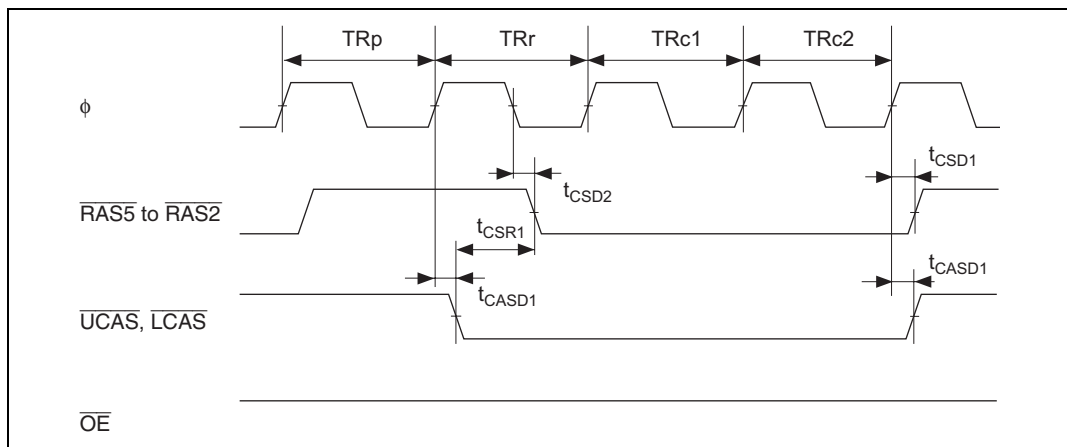 TRp TRr TRc1 TRc2
ϕ
tCSD1
tCSD2
RAS5 to RAS2
tCSR1
tCASD1
tCASD1
UCAS, LCAS
OE